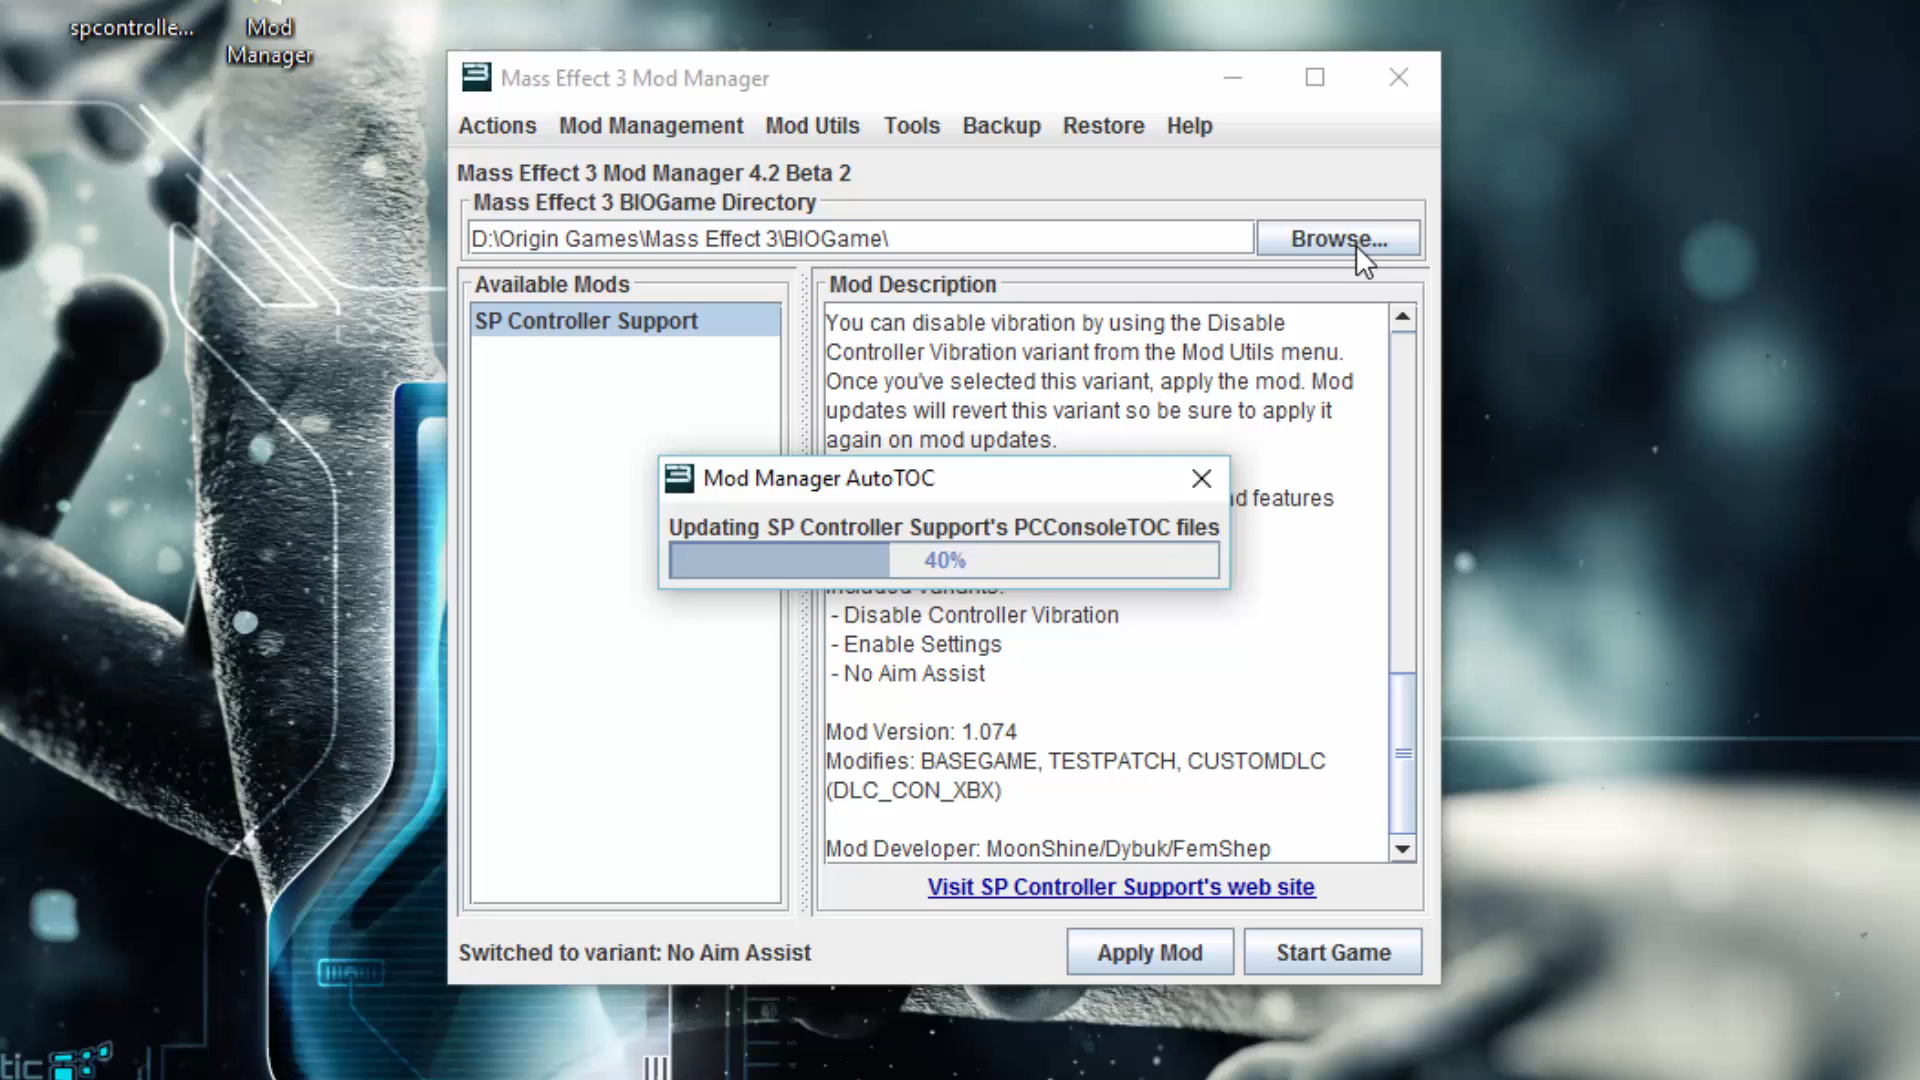 spcontrolle...
Mod
Manager
Mass Effect 3 Mod Manager
Actions Mod Management Mod Utils Tools Backup Restore Help
Mass Effect 3 Mod Manager 4.2 Beta 2
Mass Effect 3 BIOGame Directory
D:\Origin Games\Mass Effect 3\BIOGame\
Browse...
Available Mods
SP Controller Support
Mod Description
You can disable vibration by using the Disable
Controller Vibration variant from the Mod Utils menu.
Once you've selected this variant, apply the mod. Mod
updates will revert this variant so be sure to apply it
again on mod updates.
features
Mod Manager AutoTOC
Updating SP Controller Support's PCConsoleTOC files
40%
Included Variants:
- Disable Controller Vibration
- Enable Settings
- No Aim Assist
Mod Version: 1.074
Modifies: BASEGAME, TESTPATCH, CUSTOMDLC
(DLC_CON_XBX)
Mod Developer: MoonShine/Dybuk/FemShep
Visit SP Controller Support's web site
Switched to variant: No Aim Assist
Apply Mod
Start Game
tic